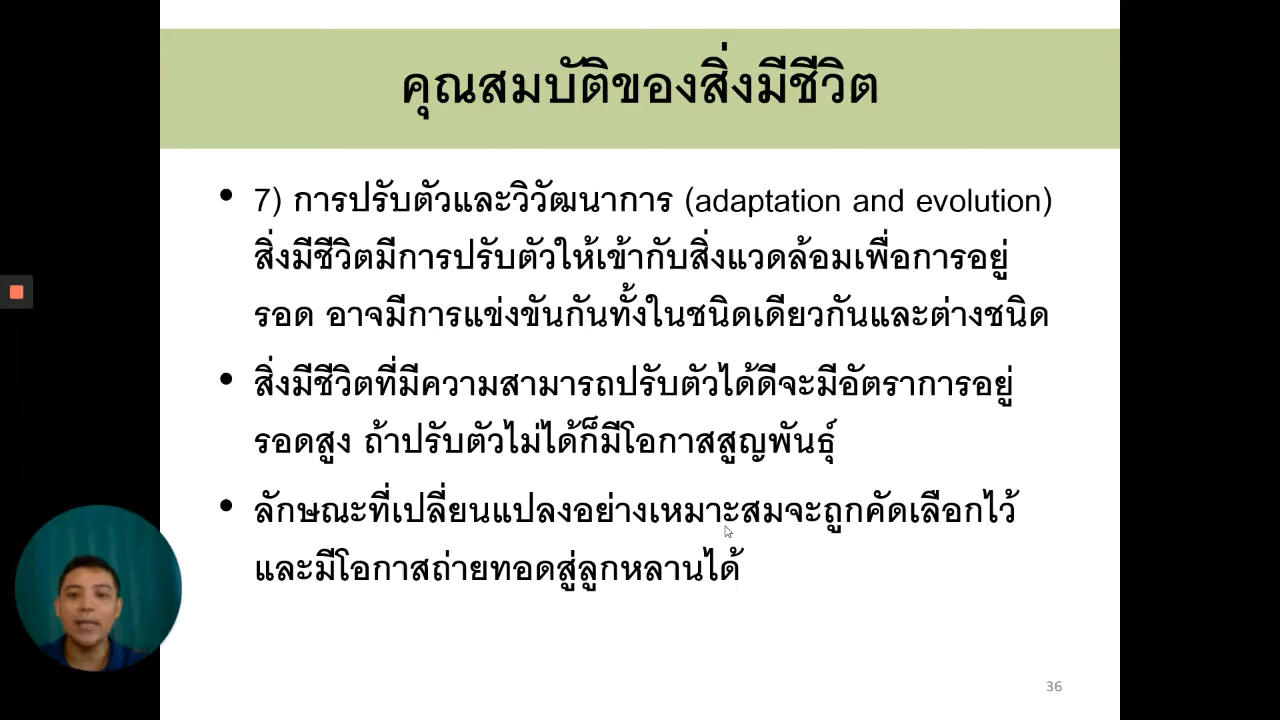 คุณสมบัติของสิ่งมีชีวิต
• 7) การปรับตัวและวิวัฒนาการ (adaptation and evolution)
สิ่งมีชีวิตมีการปรับตัวให้เข้ากับสิ่งแวดล้อมเพื่อการอยู่
รอด อาจมีการแข่งขันกันทั้งในชนิดเดียวกันและต่างชนิด
• สิ่งมีชีวิตที่มีความสามารถปรับตัวได้ดีจะมีอัตราการอยู่
รอดสูง ถ้าปรับตัวไม่ได้ก็มีโอกาสสูญพันธุ์
• ลักษณะที่เปลี่ยนแปลงอย่างเหมาะสมจะถูกคัดเลือกไว้
และมีโอกาสถ่ายทอดสู่ลูกหลานได้
36